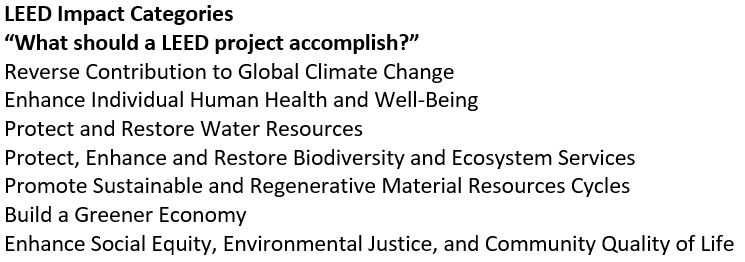 LEED Impact Categories
“What should a LEED project accomplish?”
Reverse Contribution to Global Climate Change
Enhance Individual Human Health and Well-Being
Protect and Restore Water Resources
Protect, Enhance and Restore Biodiversity and Ecosystem Services
Promote Sustainable and Regenerative Material Resources Cycles
Build a Greener Economy
Enhance Social Equity, Environmental Justice, and Community Quality of Life